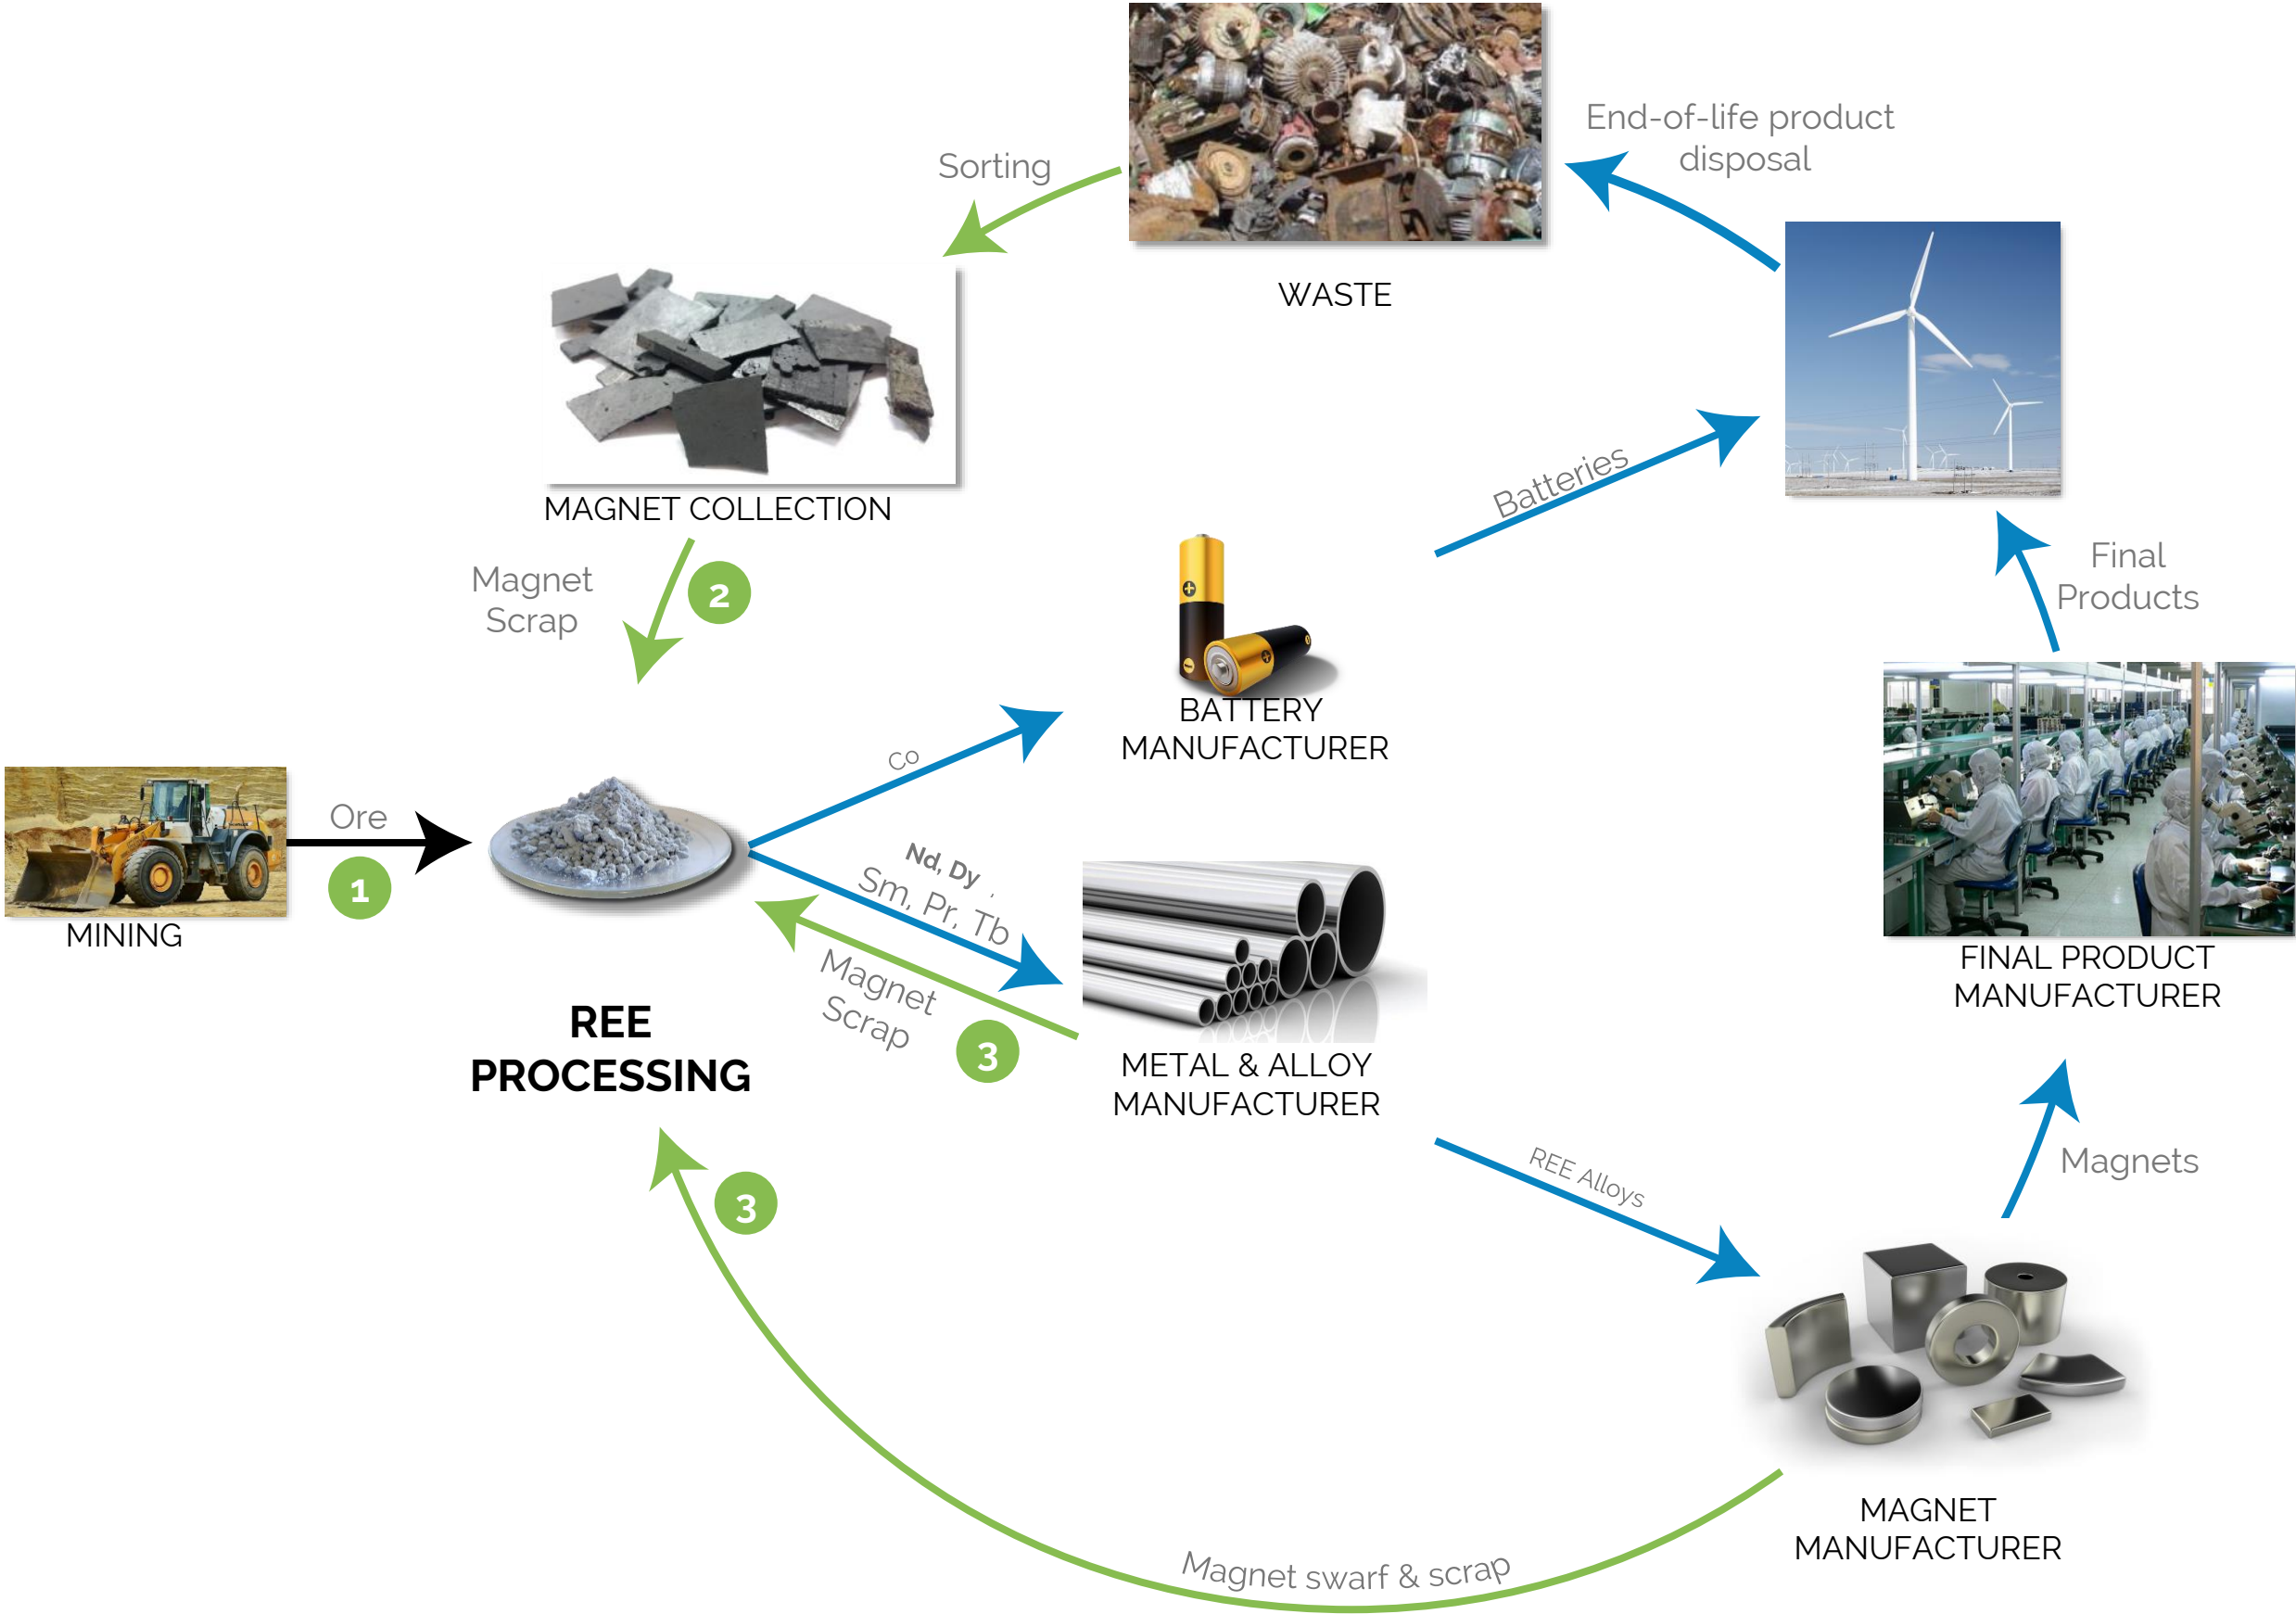 End-of-life product
disposal
Sorting
WASTE
MAGNET COLLECTION
Batteries
Magnet
Scrap
2
Final
Products
BATTERY
MANUFACTURER
Co
Ore
1
MINING
Nd, Dy ,
Sm, Pr, Tb
Magnet
Scrap
3
REE
PROCESSING
METAL & ALLOY
MANUFACTURER
FINAL PRODUCT
MANUFACTURER
REE Alloys
Magnets
3
MAGNET
MANUFACTURER
Magnet swarf & scrap